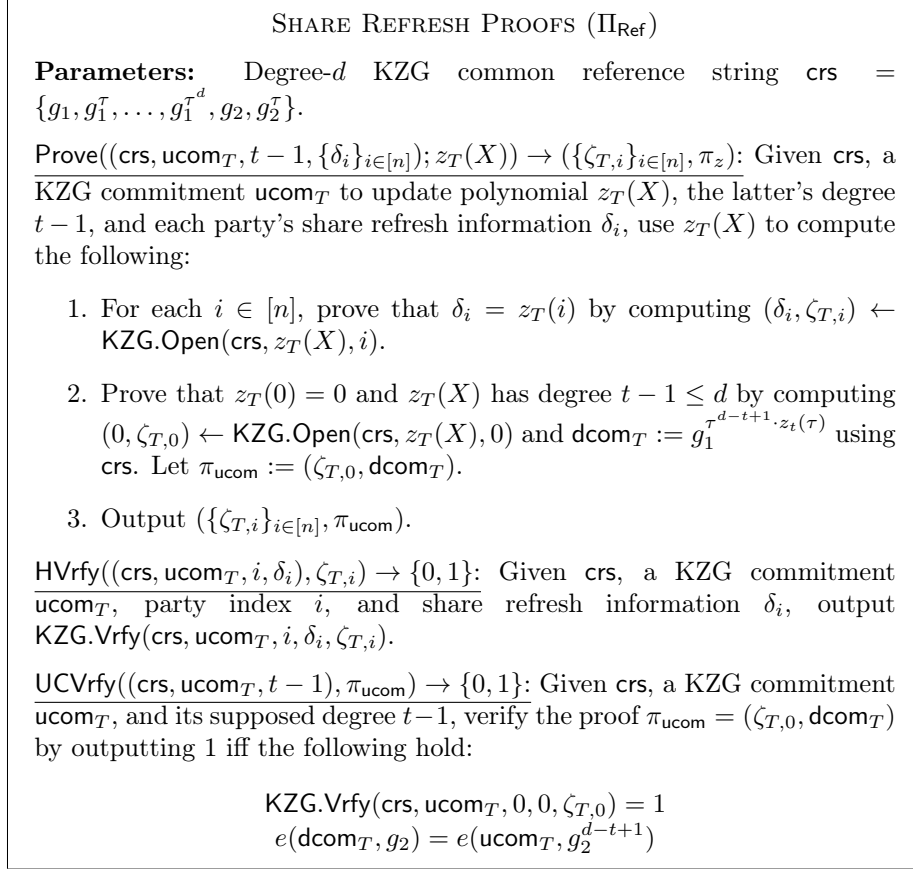 SHARE REFRESH PROOFS (Π_Ref)
Parameters: Degree-d KZG common reference string crs =
{g_1, g_1^τ, . . . , g_1^{τ^d}, g_2, g_2^τ}.
Prove((crs, ucom_T, t − 1, {δ_i}_{i∈[n]}); z_T(X)) → ({ζ_{T,i}}_{i∈[n]}, π_z): Given crs, a
KZG commitment ucom_T to update polynomial z_T(X), the latter's degree
t − 1, and each party's share refresh information δ_i, use z_T(X) to compute
the following:
1. For each i ∈ [n], prove that δ_i = z_T(i) by computing (δ_i, ζ_{T,i}) ←
KZG.Open(crs, z_T(X), i).
2. Prove that z_T(0) = 0 and z_T(X) has degree t − 1 ≤ d by computing
(0, ζ_{T,0}) ← KZG.Open(crs, z_T(X), 0) and dcom_T := g_1^{τ^{d−t+1}·z_t(τ)} using
crs. Let π_ucom := (ζ_{T,0}, dcom_T).
3. Output ({ζ_{T,i}}_{i∈[n]}, π_ucom).
HVrfy((crs, ucom_T, i, δ_i), ζ_{T,i}) → {0, 1}: Given crs, a KZG commitment
ucom_T, party index i, and share refresh information δ_i, output
KZG.Vrfy(crs, ucom_T, i, δ_i, ζ_{T,i}).
UCVrfy((crs, ucom_T, t − 1), π_ucom) → {0, 1}: Given crs, a KZG commitment
ucom_T, and its supposed degree t−1, verify the proof π_ucom = (ζ_{T,0}, dcom_T)
by outputting 1 iff the following hold:
KZG.Vrfy(crs, ucom_T, 0, 0, ζ_{T,0}) = 1
e(dcom_T, g_2) = e(ucom_T, g_2^{d−t+1})